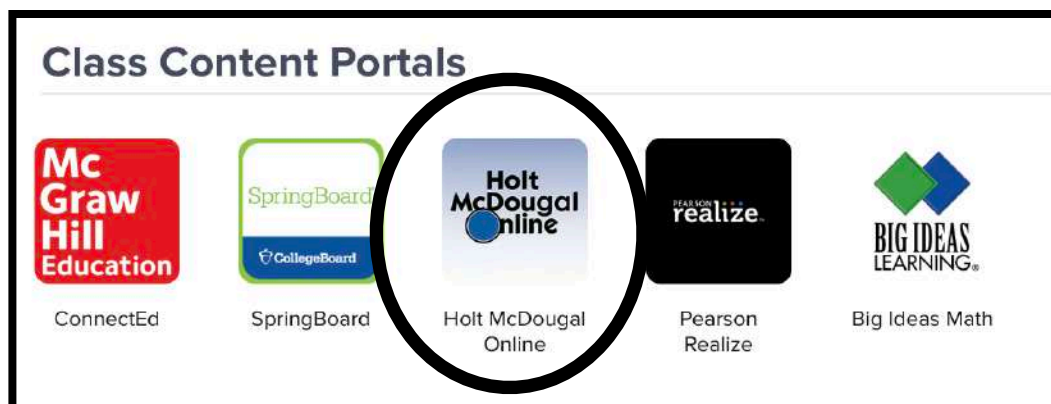 Class Content Portals
Mc
Graw
Hill
Education
SpringBoard
CollegeBoard
Holt
McDougal
Online
PEARSON
realize™
BIG IDEAS
LEARNING®
ConnectEd
SpringBoard
Holt McDougal
Online
Pearson
Realize
Big Ideas Math